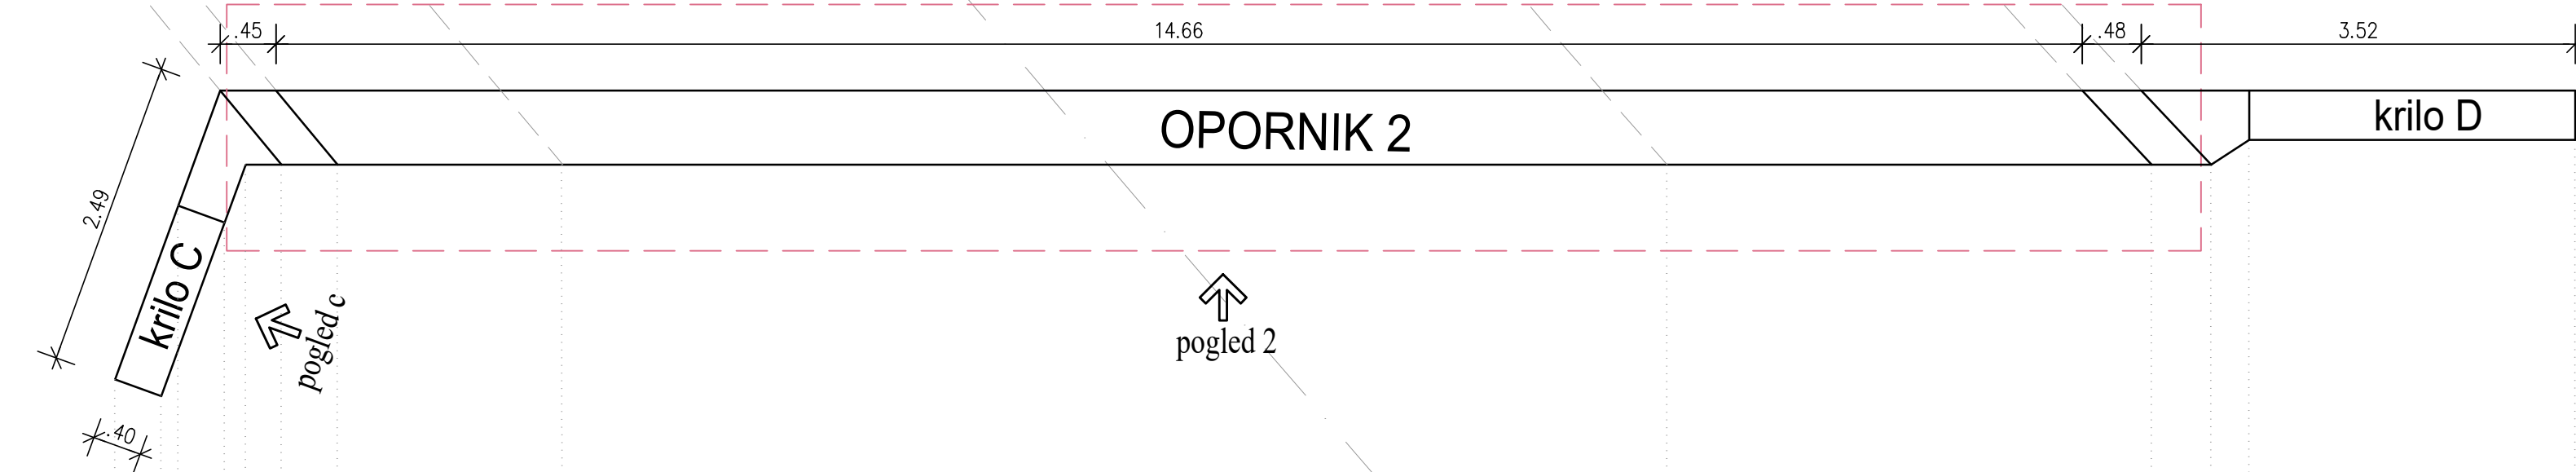 .45
14.66
.48
3.52
OPORNIK 2
krilo D
2.49
krilo C
pogled c
pogled 2
.40